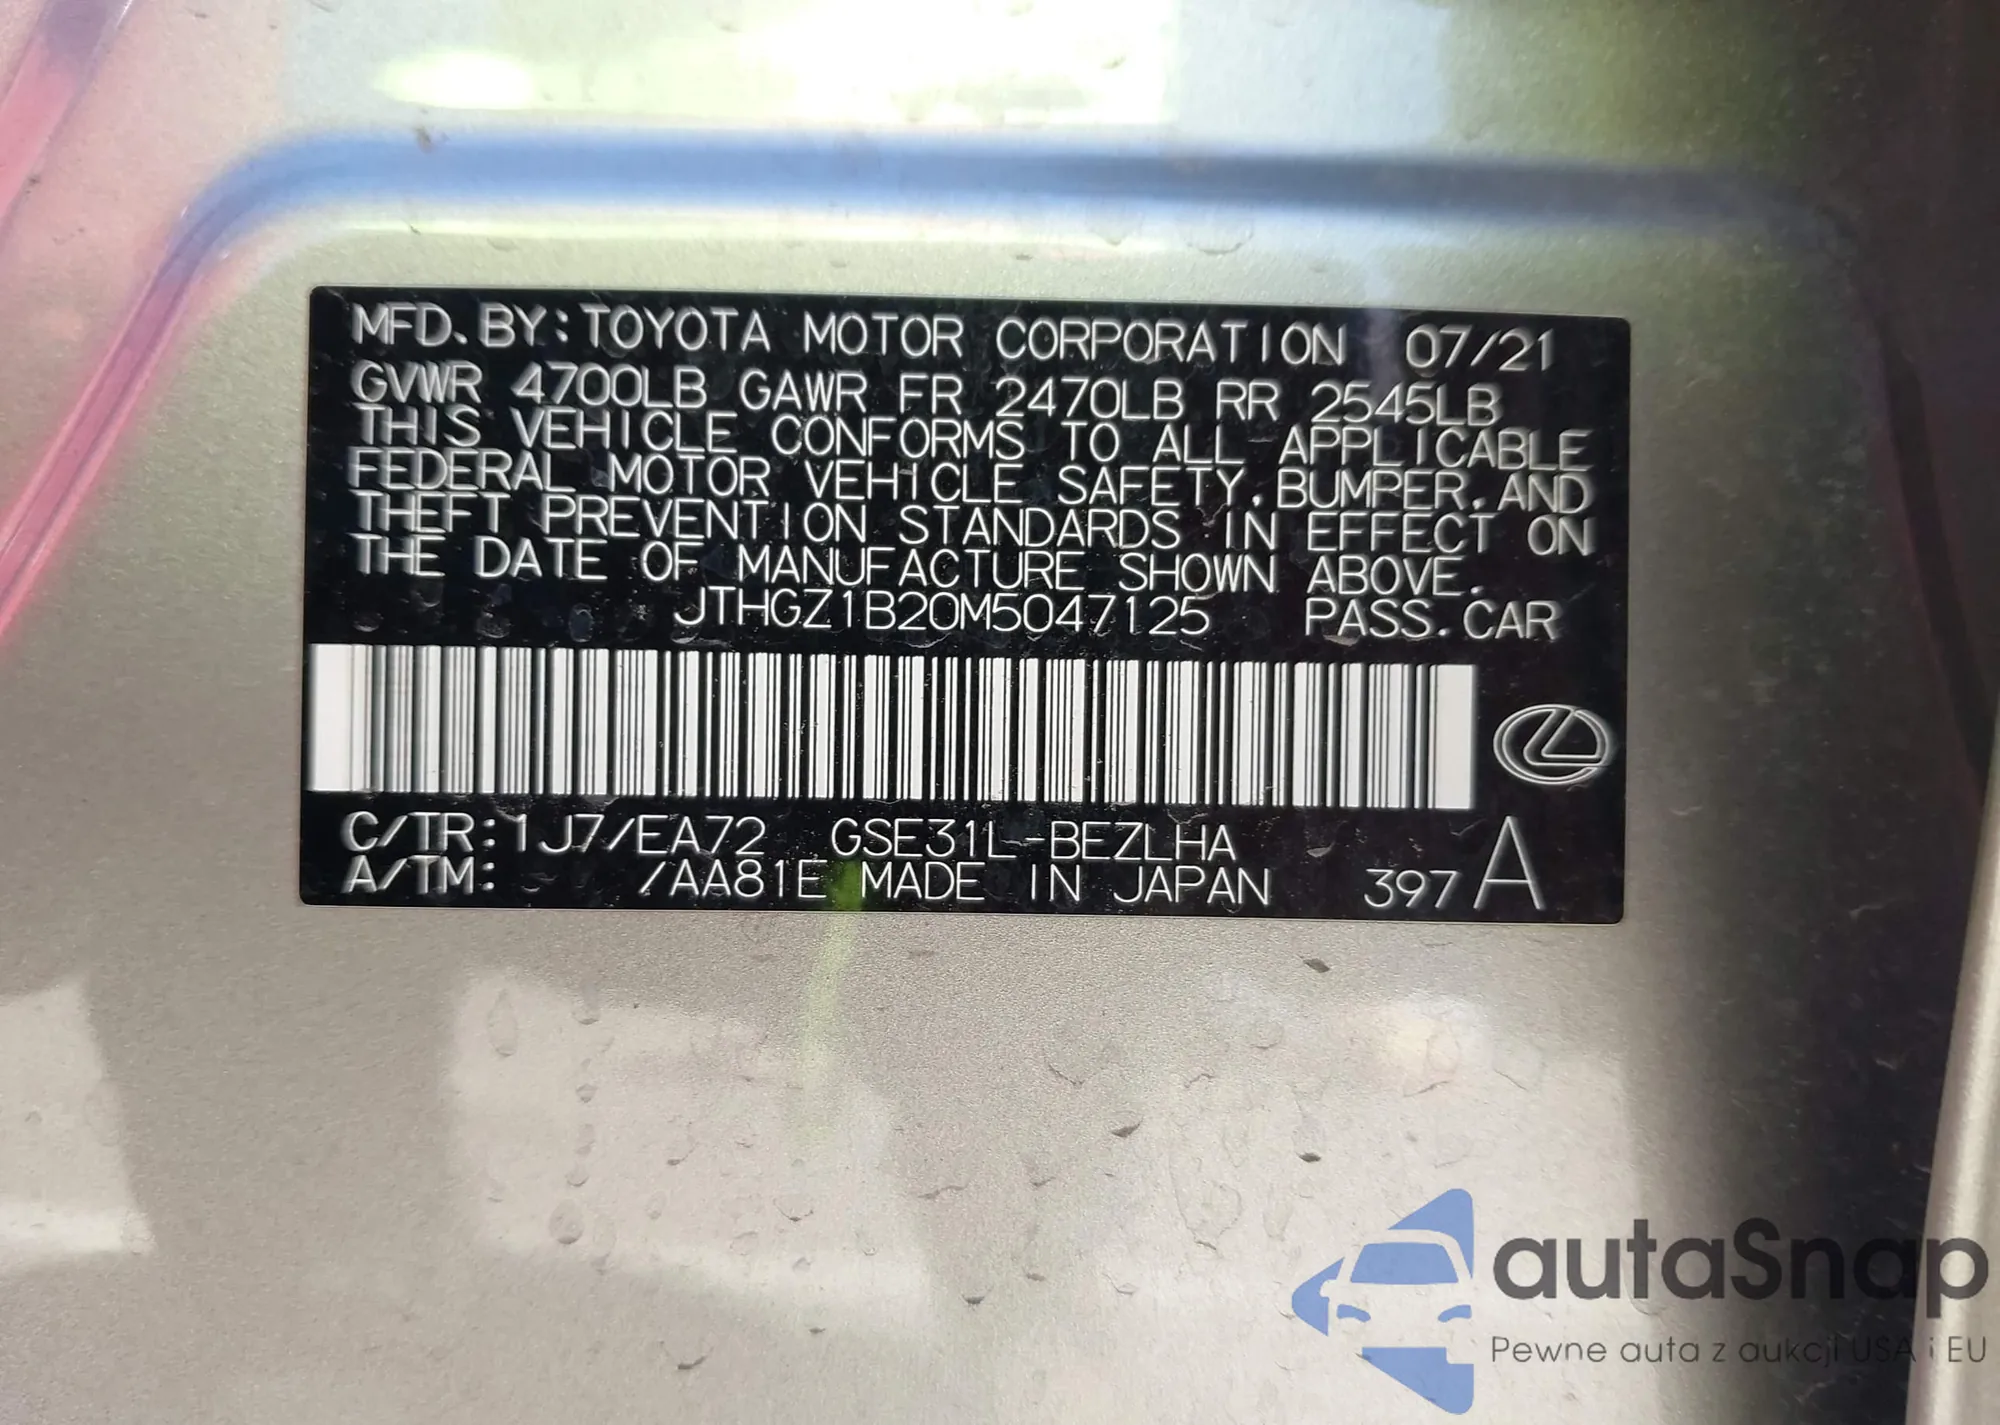 MFD.BY:TOYOTA MOTOR CORPORATION 07/21
GVWR 4700LB GAWR FR 2470LB RR 2545LB
THIS VEHICLE CONFORMS TO ALL APPLICABLE
FEDERAL MOTOR VEHICLE SAFETY,BUMPER,AND
THEFT PREVENTION STANDARDS IN EFFECT ON
THE DATE OF MANUFACTURE SHOWN ABOVE.
JTHGZ1B20M5047125 PASS.CAR
C/TR:1J7/EA72 GSE31L-BEZLHA
A/TM: /AA81E MADE IN JAPAN 397 A
autaSnap
Pewne auta z aukcji USA i EU